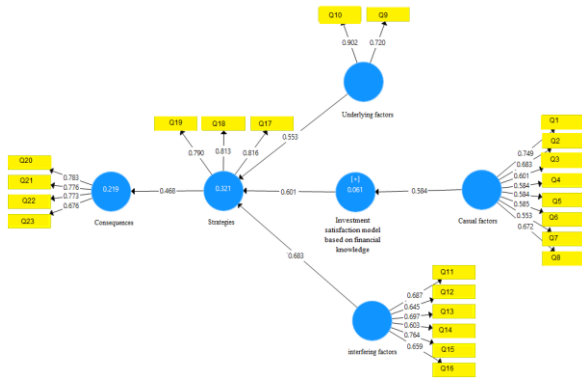 Q10
Q9
0.902
0.720
Underlying factors
Q19
Q18
Q17
0.790
0.813
0.816
0.553
Q20
Q21
Q22
Q23
0.783
0.776
0.773
0.676
0.219
Consequences
0.468
0.321
Strategies
0.601
[+]
0.061
Investment
satisfaction model
based on financial
knowledge
0.584
Casual factors
Q1
Q2
Q3
Q4
Q5
Q6
Q7
Q8
0.749
0.683
0.601
0.584
0.584
0.585
0.553
0.672
0.683
interfering factors
Q11
Q12
Q13
Q14
Q15
Q16
0.687
0.645
0.697
0.603
0.764
0.659